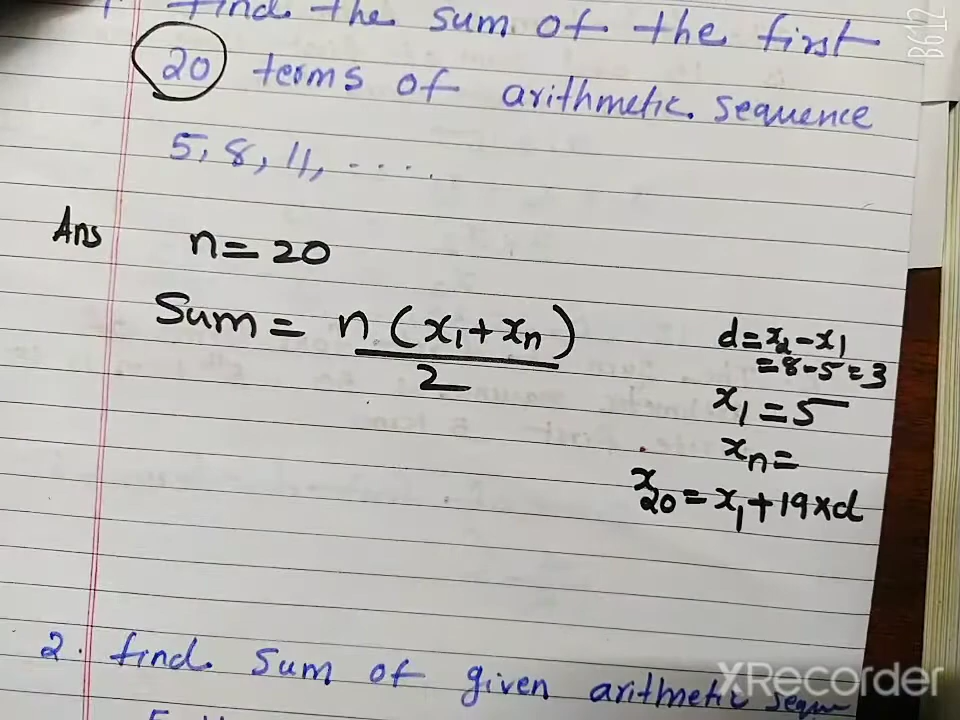 find the sum of the first
20 terms of arithmetic sequence
5, 8, 11, .....
Ans n = 20
Sum = n (x₁ + xₙ)
2
d = x₂ - x₁
= 8 - 5 = 3
x₁ = 5
xₙ =
x₂₀ = x₁ + 19 × d
2. find sum of given arithmetic
XRecorder
B612